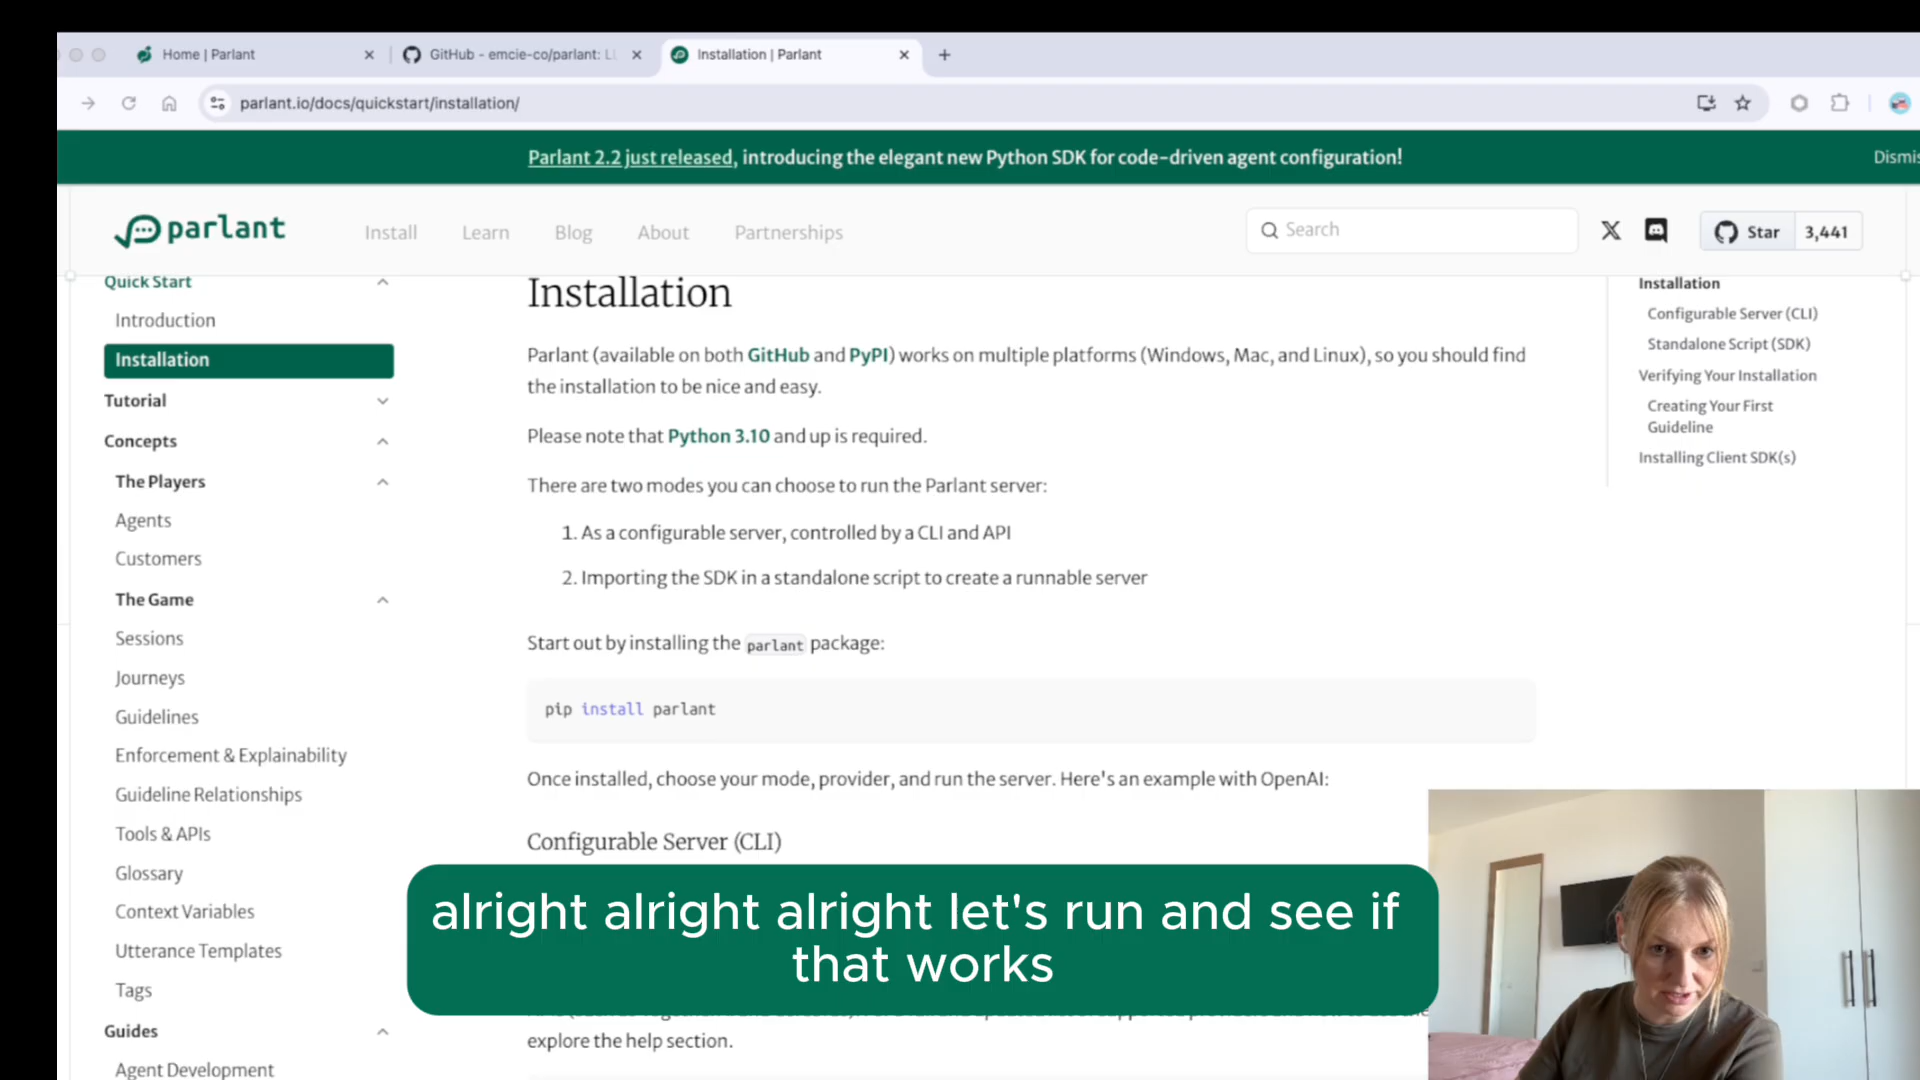 Home | Parlant
GitHub - emcie-co/parlant: LL
Installation | Parlant
parlant.io/docs/quickstart/installation/
Parlant 2.2 just released, introducing the elegant new Python SDK for code-driven agent configuration!
Dismis
parlant
Install
Learn
Blog
About
Partnerships
Search
Star
3,441
Quick Start
Introduction
Installation
Tutorial
Concepts
The Players
Agents
Customers
The Game
Sessions
Journeys
Guidelines
Enforcement & Explainability
Guideline Relationships
Tools & APIs
Glossary
Context Variables
Utterance Templates
Tags
Guides
Agent Development
Installation
Parlant (available on both GitHub and PyPI) works on multiple platforms (Windows, Mac, and Linux), so you should find
the installation to be nice and easy.
Please note that Python 3.10 and up is required.
There are two modes you can choose to run the Parlant server:
1. As a configurable server, controlled by a CLI and API
2. Importing the SDK in a standalone script to create a runnable server
Start out by installing the parlant package:
pip install parlant
Once installed, choose your mode, provider, and run the server. Here's an example with OpenAI:
Configurable Server (CLI)
alright alright alright let's run and see if
that works
explore the help section.
Installation
Configurable Server (CLI)
Standalone Script (SDK)
Verifying Your Installation
Creating Your First
Guideline
Installing Client SDK(s)